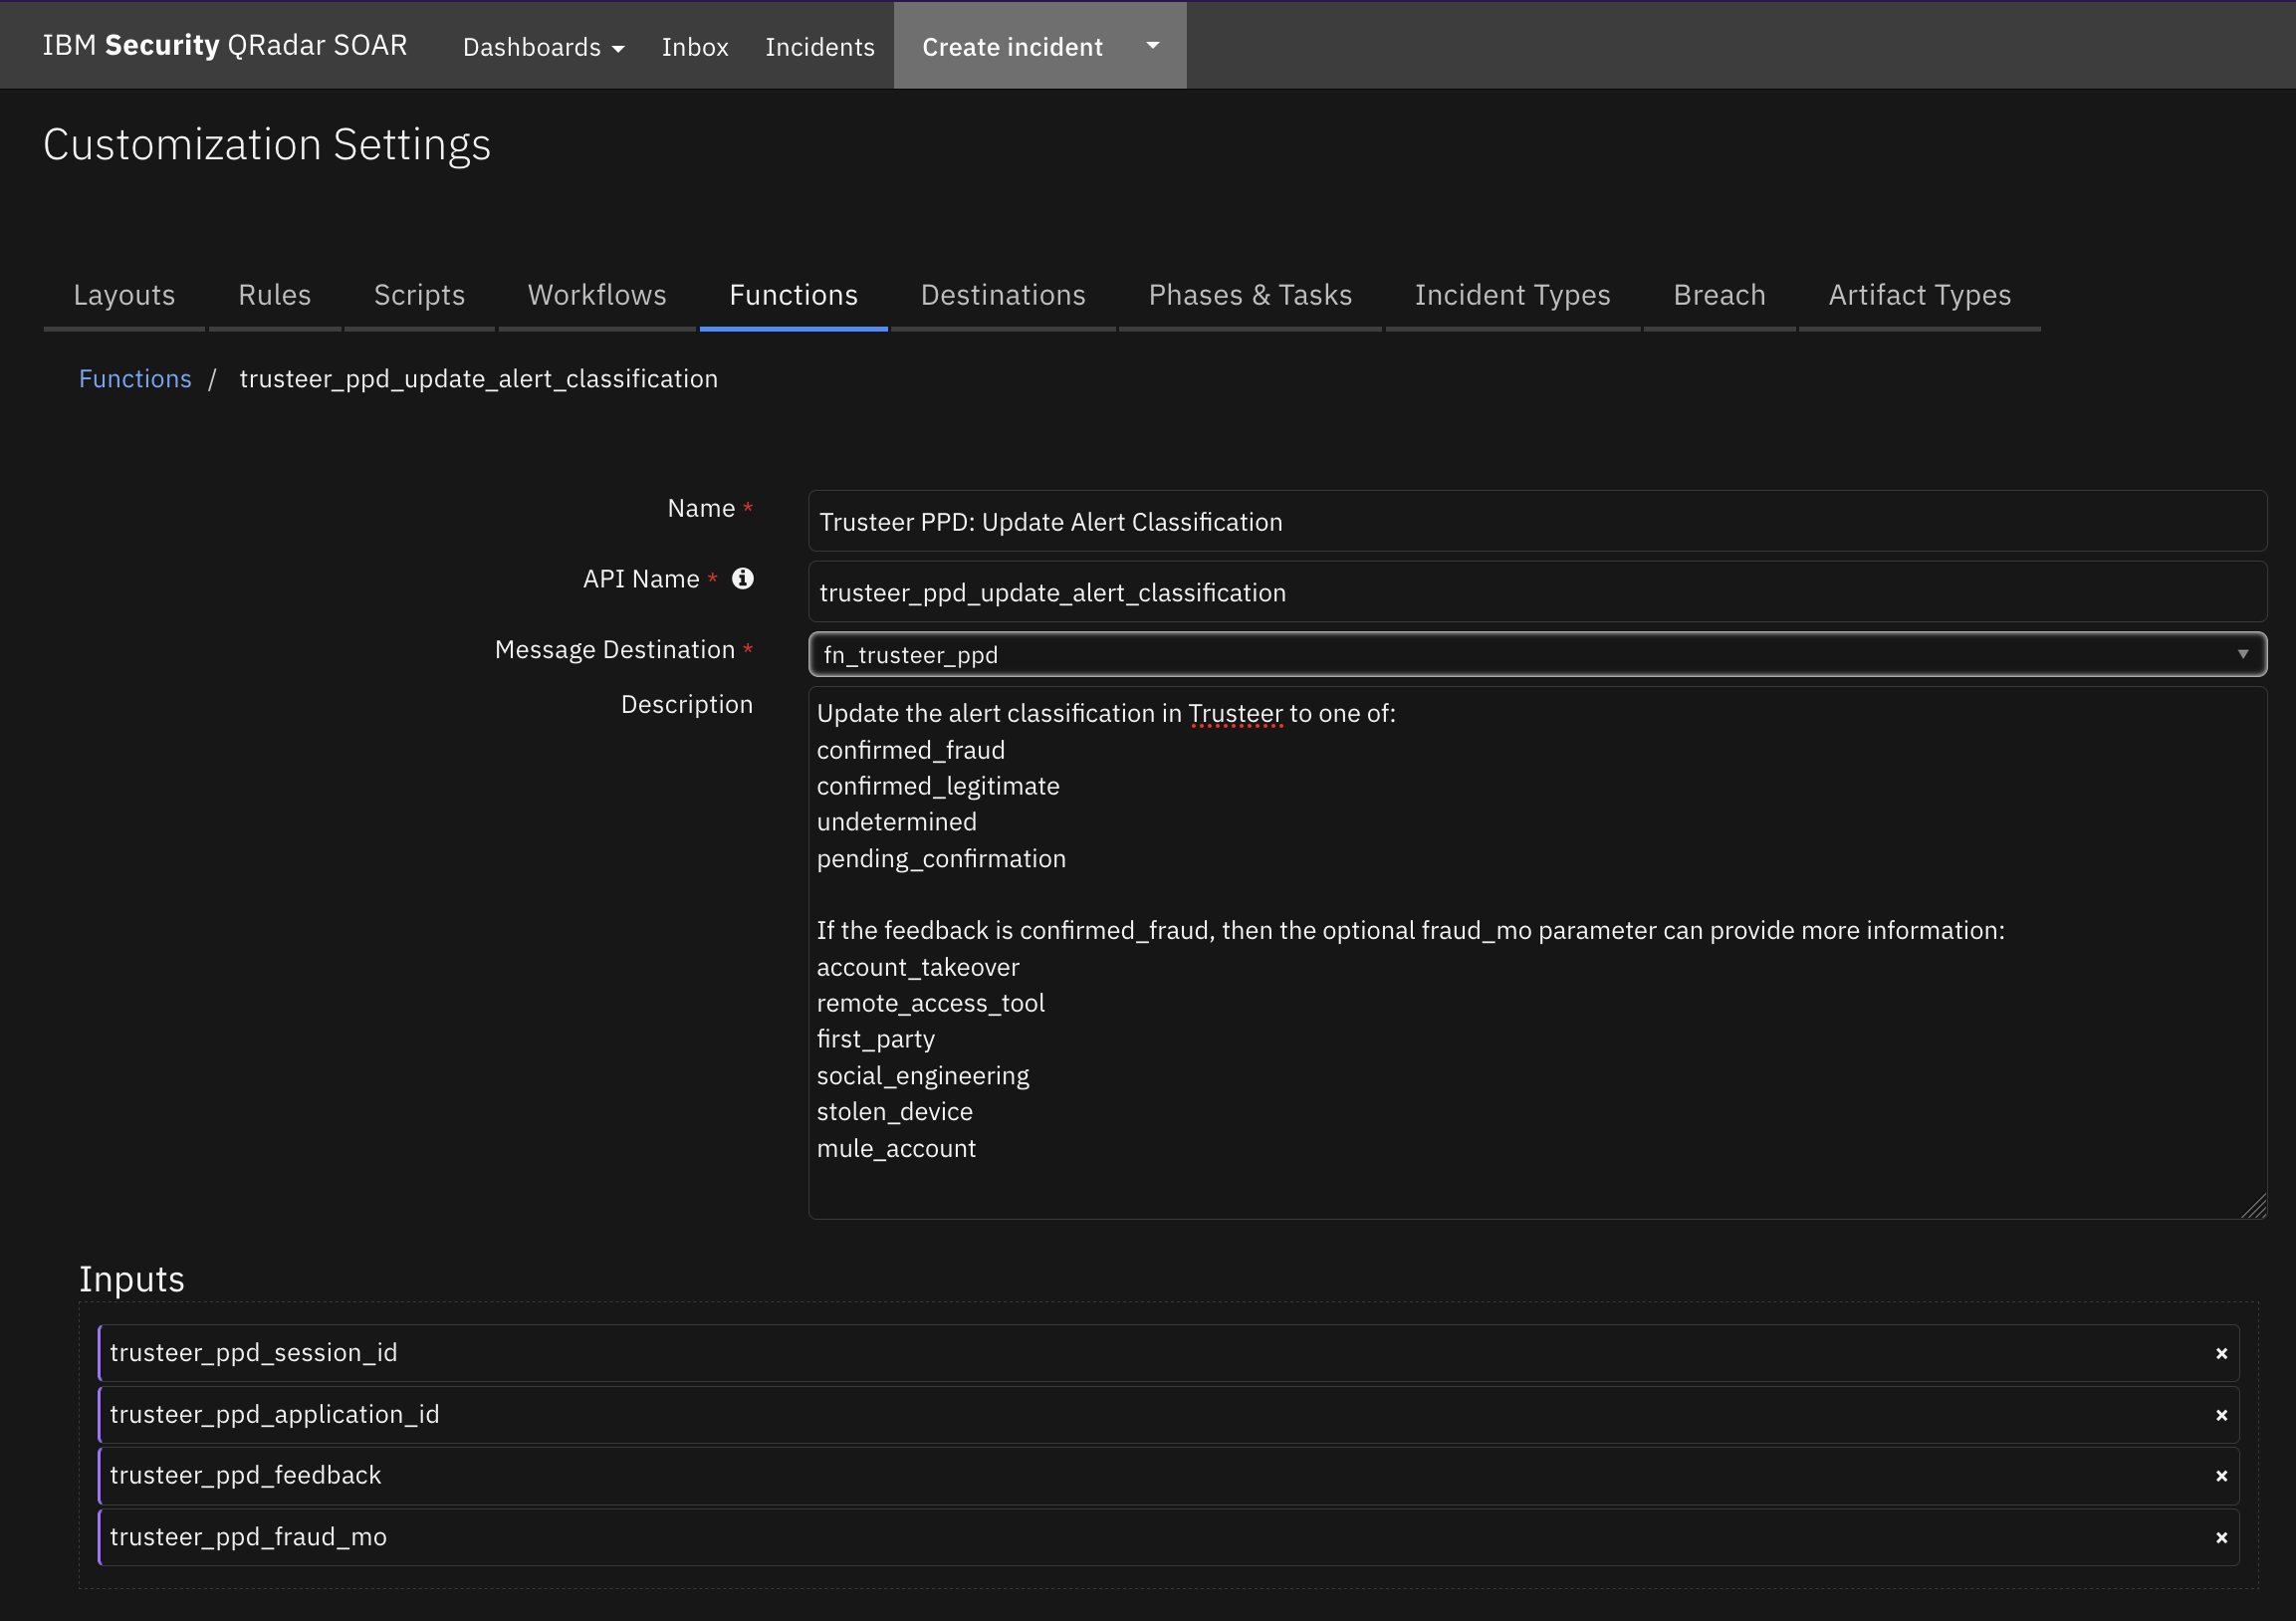 IBM Security QRadar SOAR Dashboards Inbox Incidents Create incident
Customization Settings
Layouts Rules Scripts Workflows Functions Destinations Phases & Tasks Incident Types Breach Artifact Types
Functions / trusteer_ppd_update_alert_classification
Name * Trusteer PPD: Update Alert Classification
API Name * trusteer_ppd_update_alert_classification
Message Destination * fn_trusteer_ppd
Description
Update the alert classification in Trusteer to one of:
confirmed_fraud
confirmed_legitimate
undetermined
pending_confirmation
If the feedback is confirmed_fraud, then the optional fraud_mo parameter can provide more information:
account_takeover
remote_access_tool
first_party
social_engineering
stolen_device
mule_account
Inputs
trusteer_ppd_session_id
trusteer_ppd_application_id
trusteer_ppd_feedback
trusteer_ppd_fraud_mo